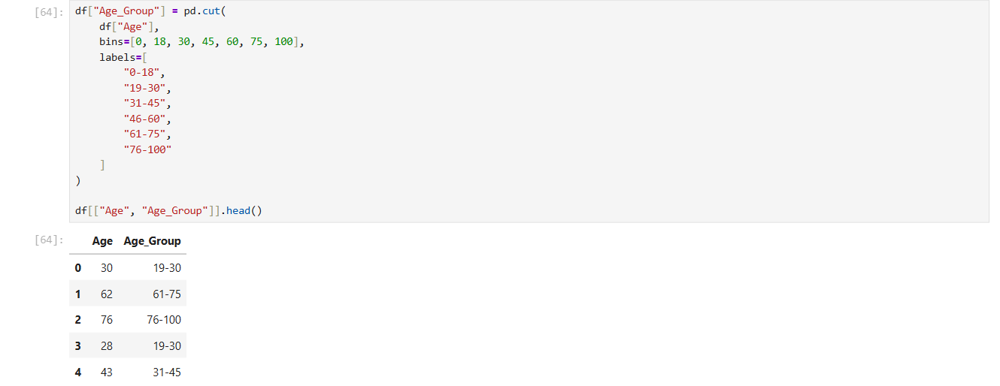 [64]: df["Age_Group"] = pd.cut(
    df["Age"],
    bins=[0, 18, 30, 45, 60, 75, 100],
    labels=[
        "0-18",
        "19-30",
        "31-45",
        "46-60",
        "61-75",
        "76-100"
    ]
)
df[["Age", "Age_Group"]].head()
[64]: Age Age_Group
0 30 19-30
1 62 61-75
2 76 76-100
3 28 19-30
4 43 31-45